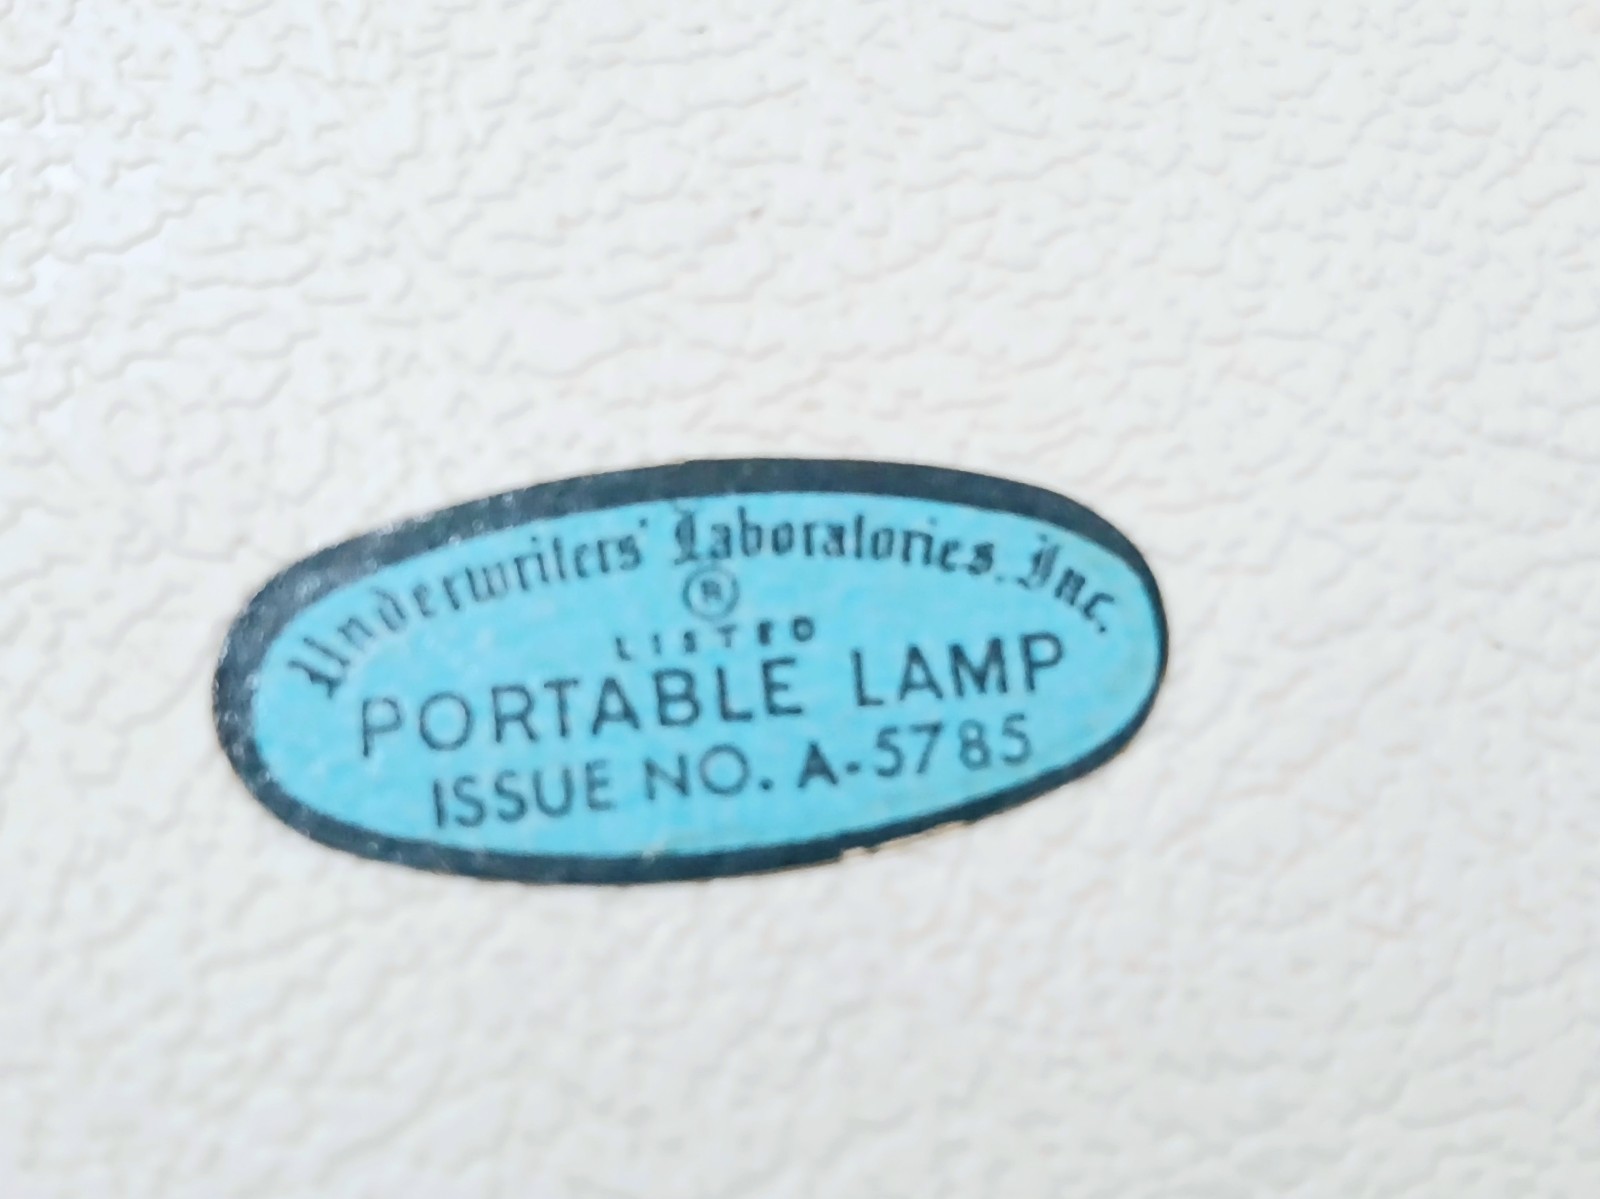 Underwriters' Laboratories, Inc.
®
LISTED
PORTABLE LAMP
ISSUE NO. A-5785